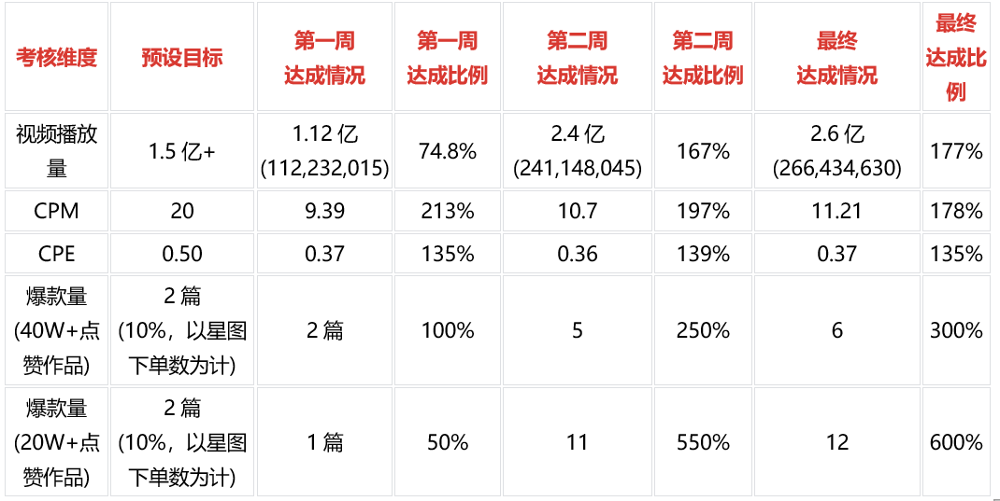 考核维度
预设目标
第一周
达成情况
第一周
达成比例
第二周
达成情况
第二周
达成比例
最终
达成情况
最终
达成比
例
视频播放
量
1.5 亿+
1.12 亿
(112,232,015)
74.8%
2.4 亿
(241,148,045)
167%
2.6 亿
(266,434,630)
177%
CPM
20
9.39
213%
10.7
197%
11.21
178%
CPE
0.50
0.37
135%
0.36
139%
0.37
135%
爆款量
(40W+点
赞作品)
2 篇
(10%，以星图
下单数为计)
2 篇
100%
5
250%
6
300%
爆款量
(20W+点
赞作品)
2 篇
(10%，以星图
下单数为计)
1 篇
50%
11
550%
12
600%